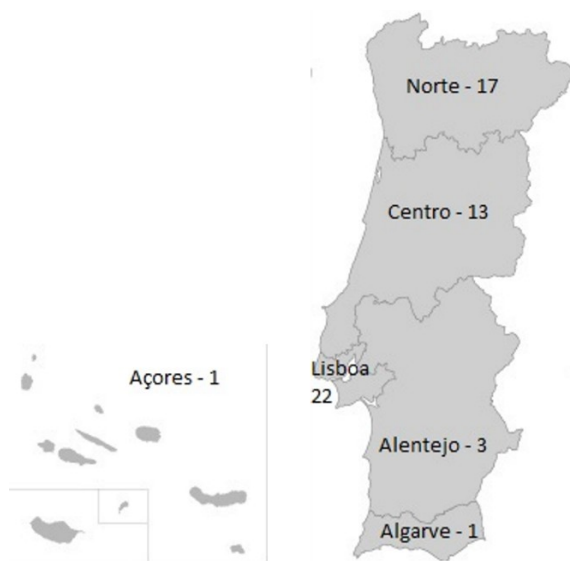 Norte - 17
Centro - 13
Lisboa
22
Açores - 1
Alentejo - 3
Algarve - 1